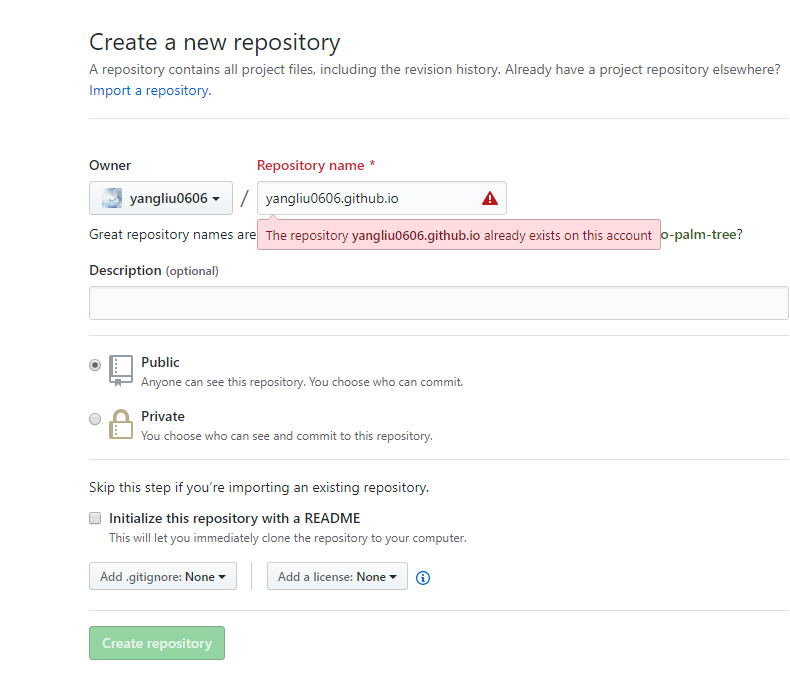 Create a new repository
A repository contains all project files, including the revision history. Already have a project repository elsewhere?
Import a repository.
Owner
Repository name *
yangliu0606
/
yangliu0606.github.io
Great repository names are
The repository yangliu0606.github.io already exists on this account
o-palm-tree?
Description (optional)
Public
Anyone can see this repository. You choose who can commit.
Private
You choose who can see and commit to this repository.
Skip this step if you’re importing an existing repository.
Initialize this repository with a README
This will let you immediately clone the repository to your computer.
Add .gitignore: None
Add a license: None
Create repository